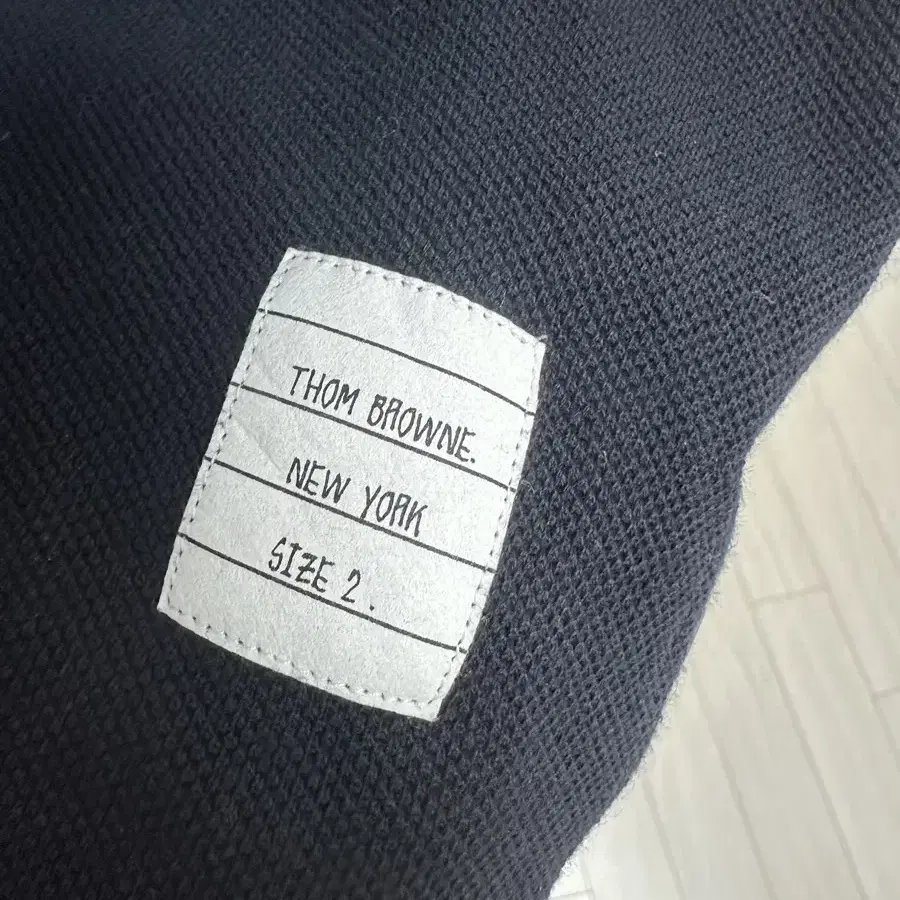 THOM BROWNE.
NEW YORK
SIZE 2.